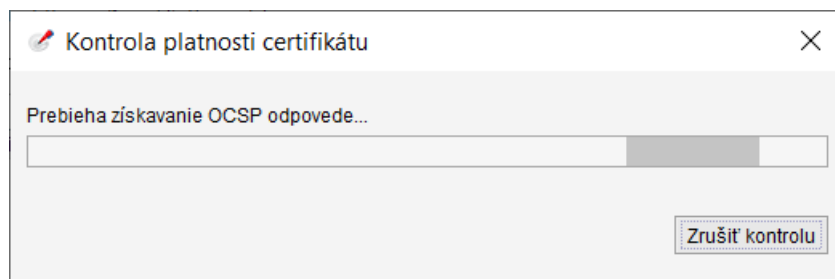 Kontrola platnosti certifikátu
Prebieha získavanie OCSP odpovede...
Zrušiť kontrolu